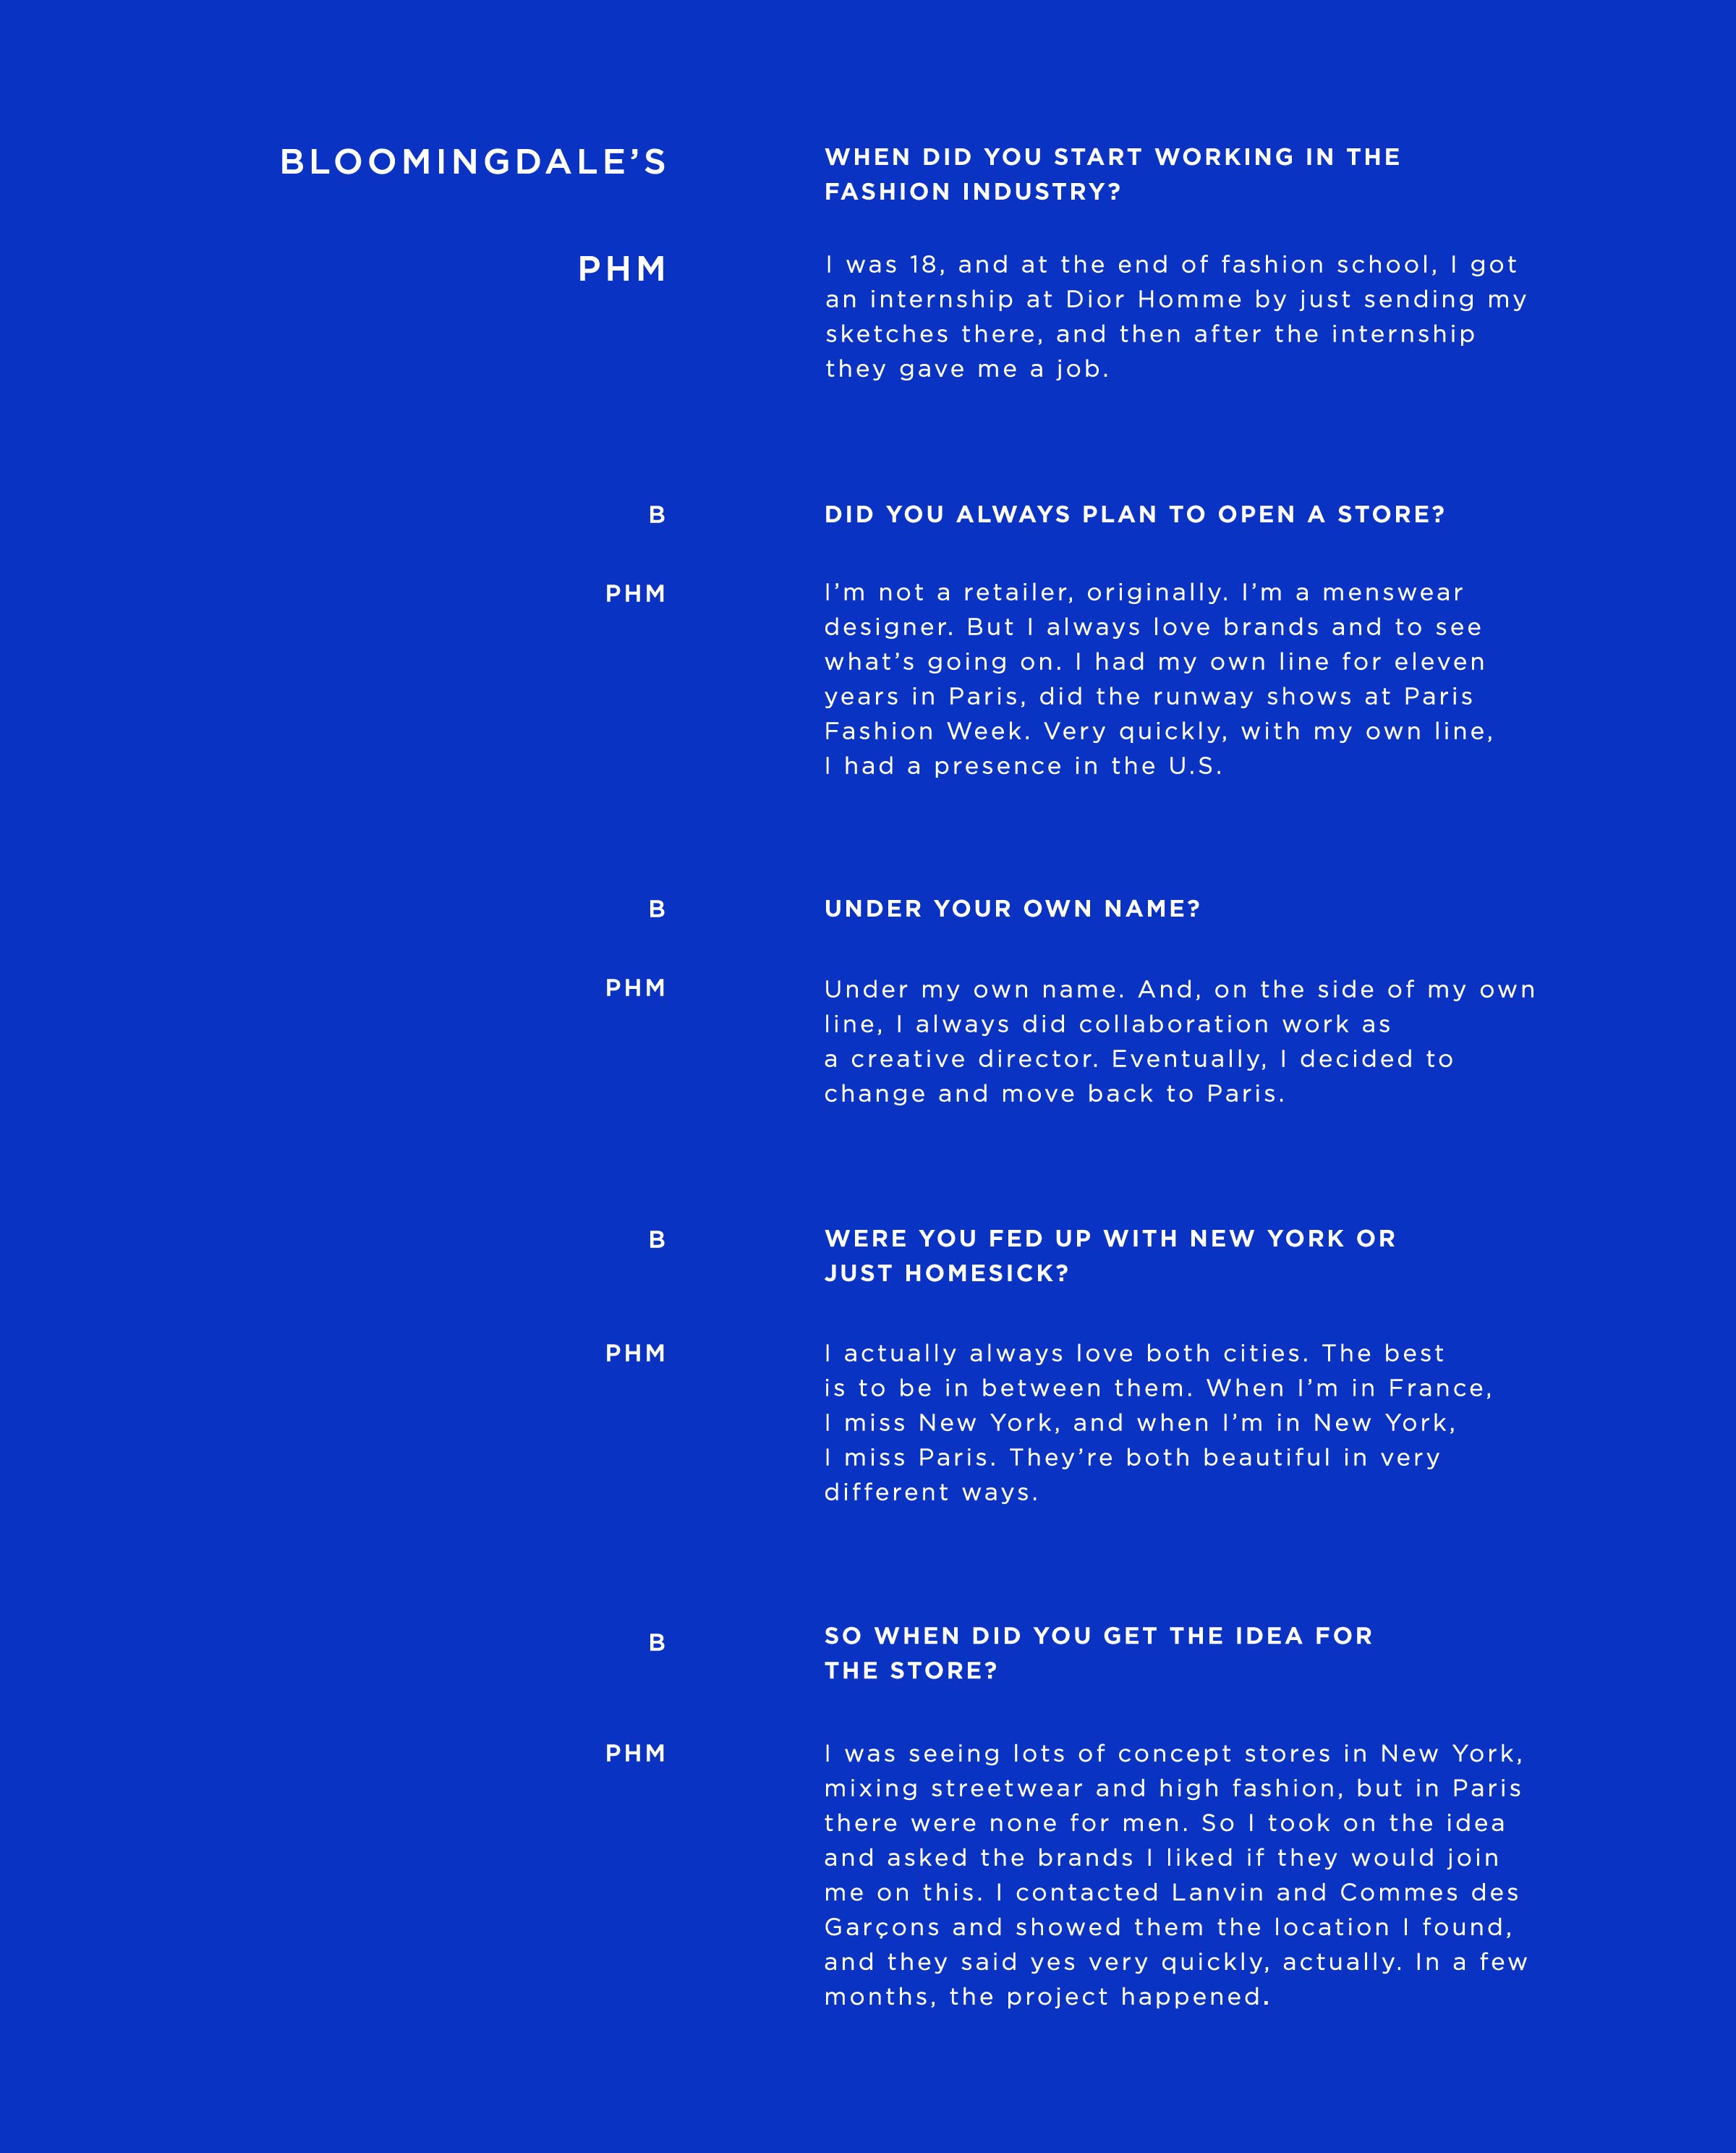 BLOOMINGDALE’S
WHEN DID YOU START WORKING IN THE
FASHION INDUSTRY?
PHM
I was 18, and at the end of fashion school, I got
an internship at Dior Homme by just sending my
sketches there, and then after the internship
they gave me a job.
B
DID YOU ALWAYS PLAN TO OPEN A STORE?
PHM
I’m not a retailer, originally. I’m a menswear
designer. But I always love brands and to see
what’s going on. I had my own line for eleven
years in Paris, did the runway shows at Paris
Fashion Week. Very quickly, with my own line,
I had a presence in the U.S.
B
UNDER YOUR OWN NAME?
PHM
Under my own name. And, on the side of my own
line, I always did collaboration work as
a creative director. Eventually, I decided to
change and move back to Paris.
B
WERE YOU FED UP WITH NEW YORK OR
JUST HOMESICK?
PHM
I actually always love both cities. The best
is to be in between them. When I’m in France,
I miss New York, and when I’m in New York,
I miss Paris. They’re both beautiful in very
different ways.
B
SO WHEN DID YOU GET THE IDEA FOR
THE STORE?
PHM
I was seeing lots of concept stores in New York,
mixing streetwear and high fashion, but in Paris
there were none for men. So I took on the idea
and asked the brands I liked if they would join
me on this. I contacted Lanvin and Commes des
Garçons and showed them the location I found,
and they said yes very quickly, actually. In a few
months, the project happened.